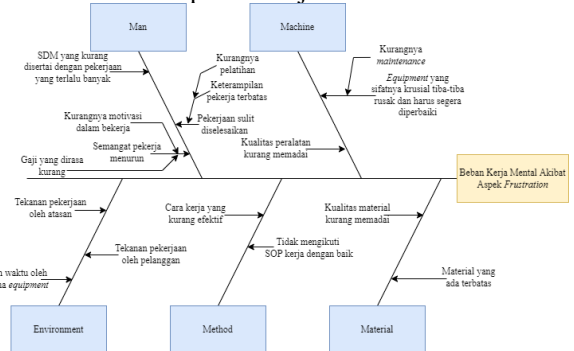 Man
Machine
SDM yang kurang
disertai dengan pekerjaan
yang terlalu banyak
Kurangnya
pelatihan
Keterampilan
pekerja terbatas
Pekerjaan sulit
diselesaikan
Kurangnya motivasi
dalam bekerja
Semangat pekerja
menurun
Gaji yang dirasa
kurang
Kurangnya
maintenance
Equipment yang
sifatnya krusial tiba-tiba
rusak dan harus segera
diperbaiki
Kualitas peralatan
kurang memadai
Beban Kerja Mental Akibat
Aspek Frustration
Tekanan pekerjaan
oleh atasan
Tekanan pekerjaan
oleh pelanggan
waktu oleh
equipment
Cara kerja yang
kurang efektif
Tidak mengikuti
SOP kerja dengan baik
Kualitas material
kurang memadai
Material yang
ada terbatas
Environment
Method
Material